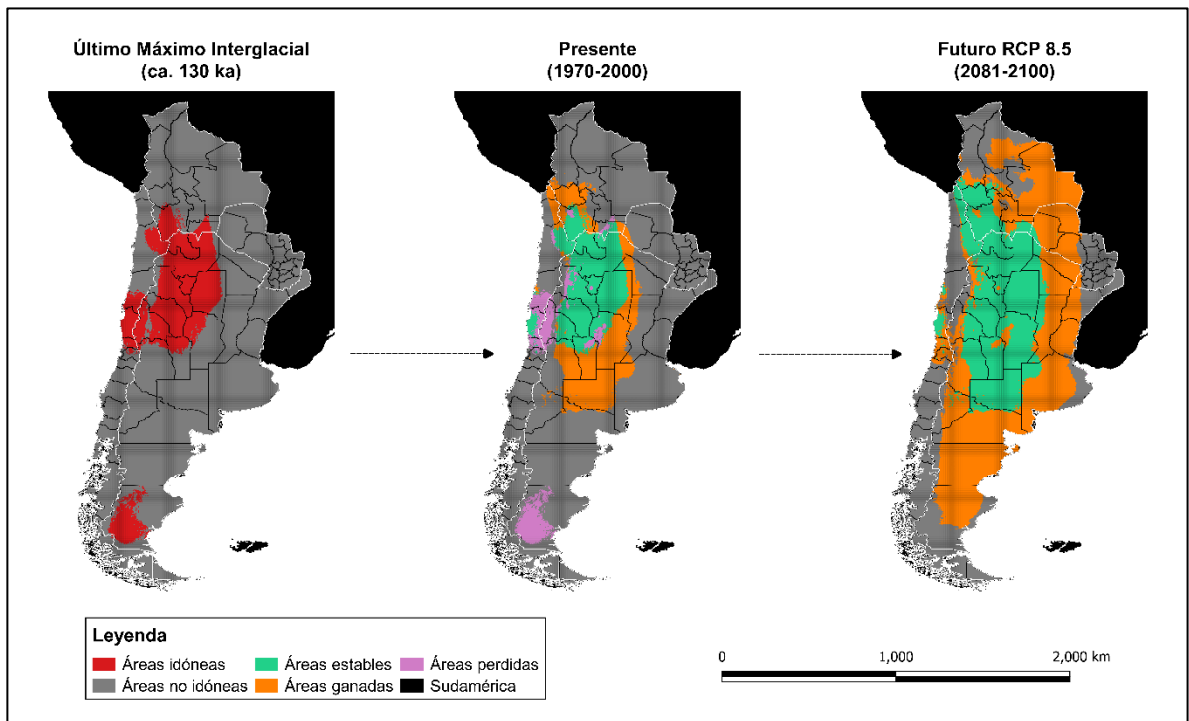 Último Máximo Interglacial
(ca. 130 ka)
Presente
(1970-2000)
Futuro RCP 8.5
(2081-2100)
Leyenda
Áreas idóneas
Áreas estables
Áreas perdidas
Áreas no idóneas
Áreas ganadas
Sudamérica
0
1,000
2,000 km